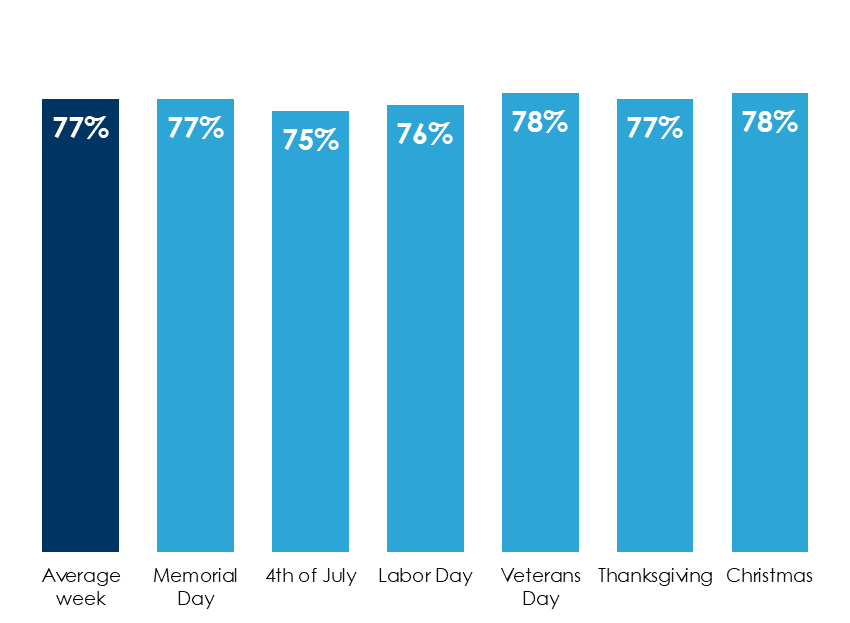 77%
77%
75%
76%
78%
77%
78%
Average
week
Memorial
Day
4th of July
Labor Day
Veterans
Day
Thanksgiving
Christmas